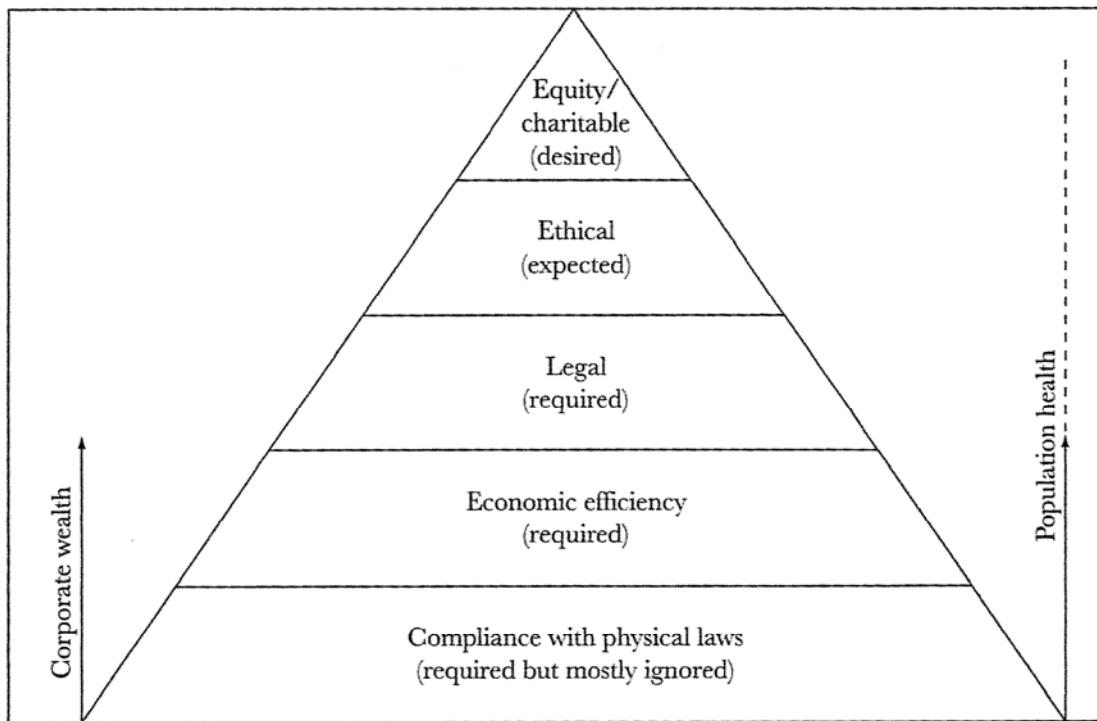 Equity/
charitable
(desired)
Ethical
(expected)
Legal
(required)
Economic efficiency
(required)
Compliance with physical laws
(required but mostly ignored)
Corporate wealth
Population health